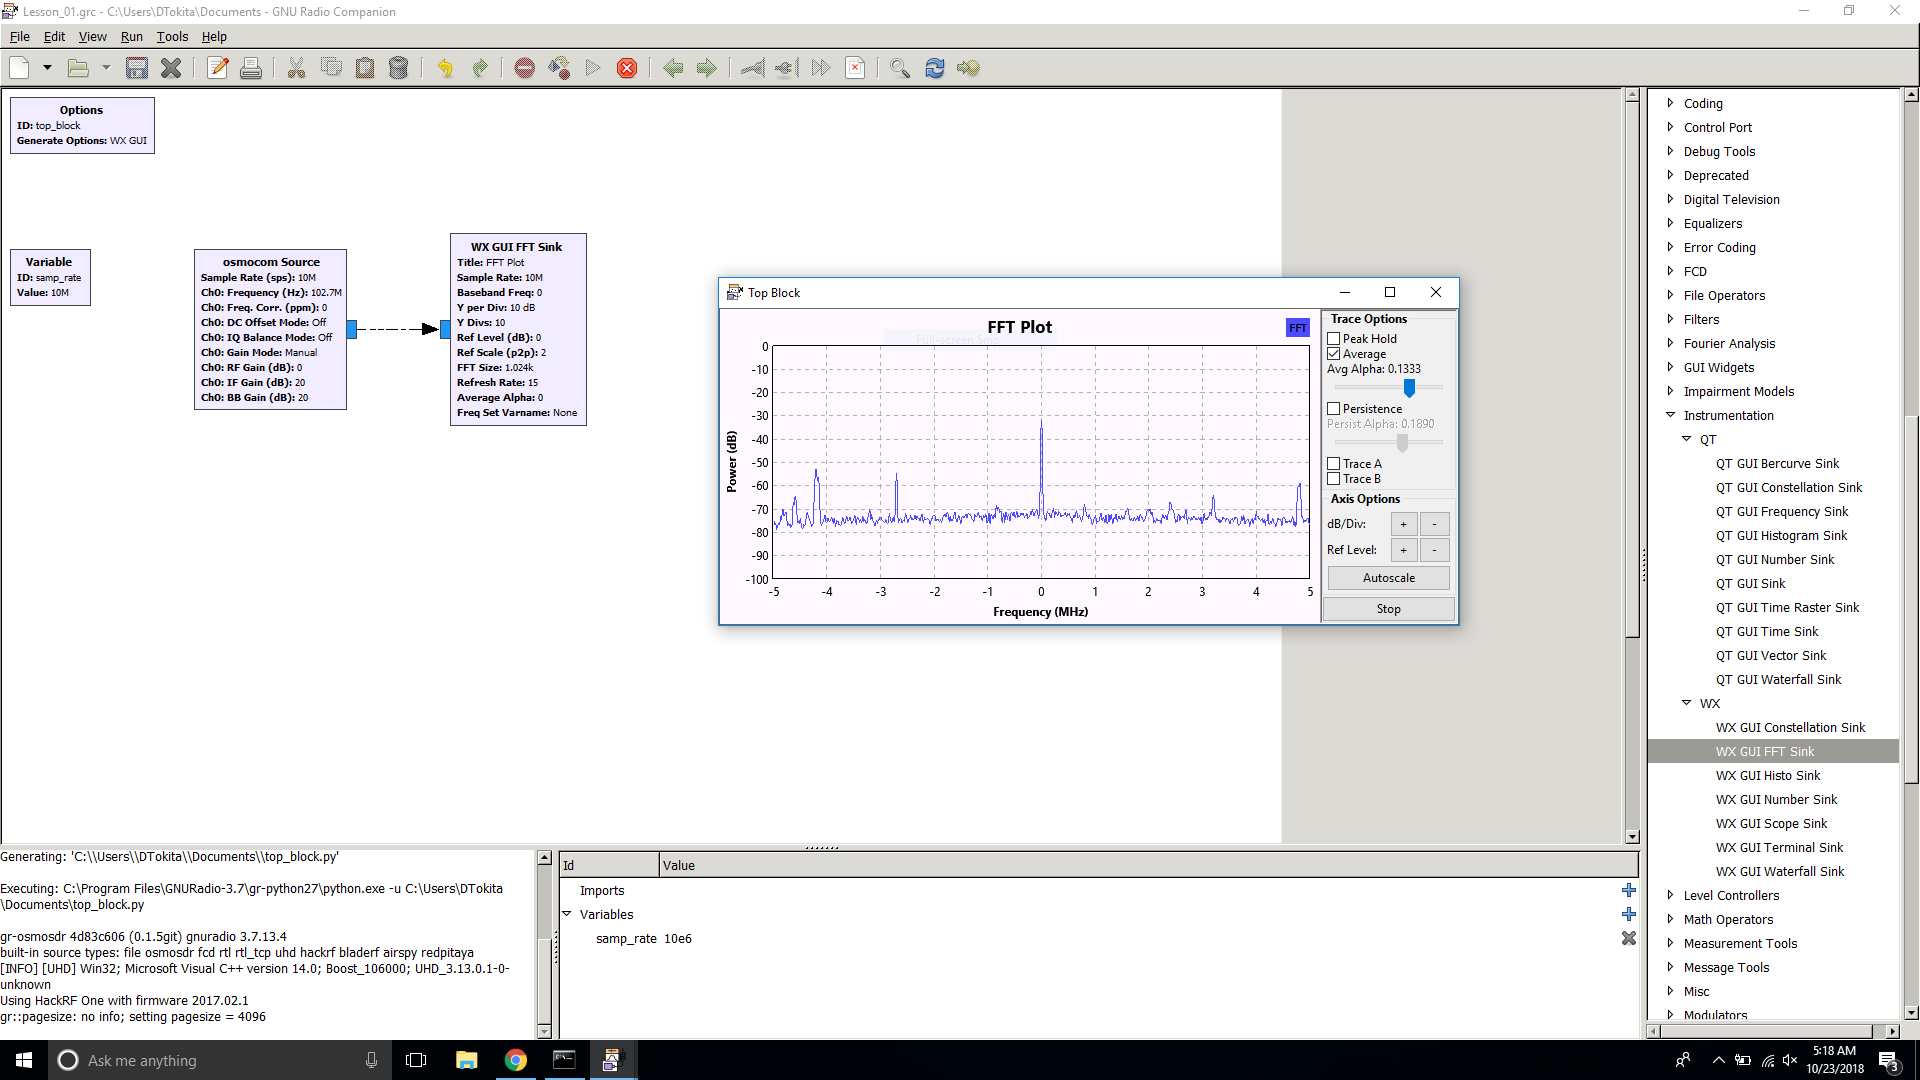 Lesson_01.grc - C:\Users\DTokita\Documents - GNU Radio Companion
File Edit View Run Tools Help
Options
ID: top_block
Generate Options: WX GUI
Variable
ID: samp_rate
Value: 10M
osmocom Source
Sample Rate (sps): 10M
Ch0: Frequency (Hz): 102.7M
Ch0: Freq. Corr. (ppm): 0
Ch0: DC Offset Mode: Off
Ch0: IQ Balance Mode: Off
Ch0: Gain Mode: Manual
Ch0: RF Gain (dB): 0
Ch0: IF Gain (dB): 20
Ch0: BB Gain (dB): 20
WX GUI FFT Sink
Title: FFT Plot
Sample Rate: 10M
Baseband Freq: 0
Y per Div: 10 dB
Y Divs: 10
Ref Level (dB): 0
Ref Scale (p2p): 2
FFT Size: 1.024k
Refresh Rate: 15
Average Alpha: 0
Freq Set Varname: None
Top Block
FFT Plot
FFT
Full-screen Snip
Power (dB)
0
-10
-20
-30
-40
-50
-60
-70
-80
-90
-100
-5 -4 -3 -2 -1 0 1 2 3 4 5
Frequency (MHz)
Trace Options
Peak Hold
Average
Avg Alpha: 0.1333
Persistence
Persist Alpha: 0.1890
Trace A
Trace B
Axis Options
dB/Div: + -
Ref Level: + -
Autoscale
Stop
Coding
Control Port
Debug Tools
Deprecated
Digital Television
Equalizers
Error Coding
FCD
File Operators
Filters
Fourier Analysis
GUI Widgets
Impairment Models
Instrumentation
QT
QT GUI Bercurve Sink
QT GUI Constellation Sink
QT GUI Frequency Sink
QT GUI Histogram Sink
QT GUI Number Sink
QT GUI Sink
QT GUI Time Raster Sink
QT GUI Time Sink
QT GUI Vector Sink
QT GUI Waterfall Sink
WX
WX GUI Constellation Sink
WX GUI FFT Sink
WX GUI Histo Sink
WX GUI Number Sink
WX GUI Scope Sink
WX GUI Terminal Sink
WX GUI Waterfall Sink
Level Controllers
Math Operators
Measurement Tools
Message Tools
Misc
Modulators
Generating: 'C:\\Users\\DTokita\\Documents\\top_block.py'
Executing: C:\Program Files\GNURadio-3.7\gr-python27\python.exe -u C:\Users\DTokita
\Documents\top_block.py
gr-osmosdr 4d83c606 (0.1.5git) gnuradio 3.7.13.4
built-in source types: file osmosdr fcd rtl rtl_tcp uhd hackrf bladerf airspy redpitaya
[INFO] [UHD] Win32; Microsoft Visual C++ version 14.0; Boost_106000; UHD_3.13.0.1-0-
unknown
Using HackRF One with firmware 2017.02.1
gr::pagesize: no info; setting pagesize = 4096
Id Value
Imports
Variables
samp_rate 10e6
Ask me anything
5:18 AM
10/23/2018
3